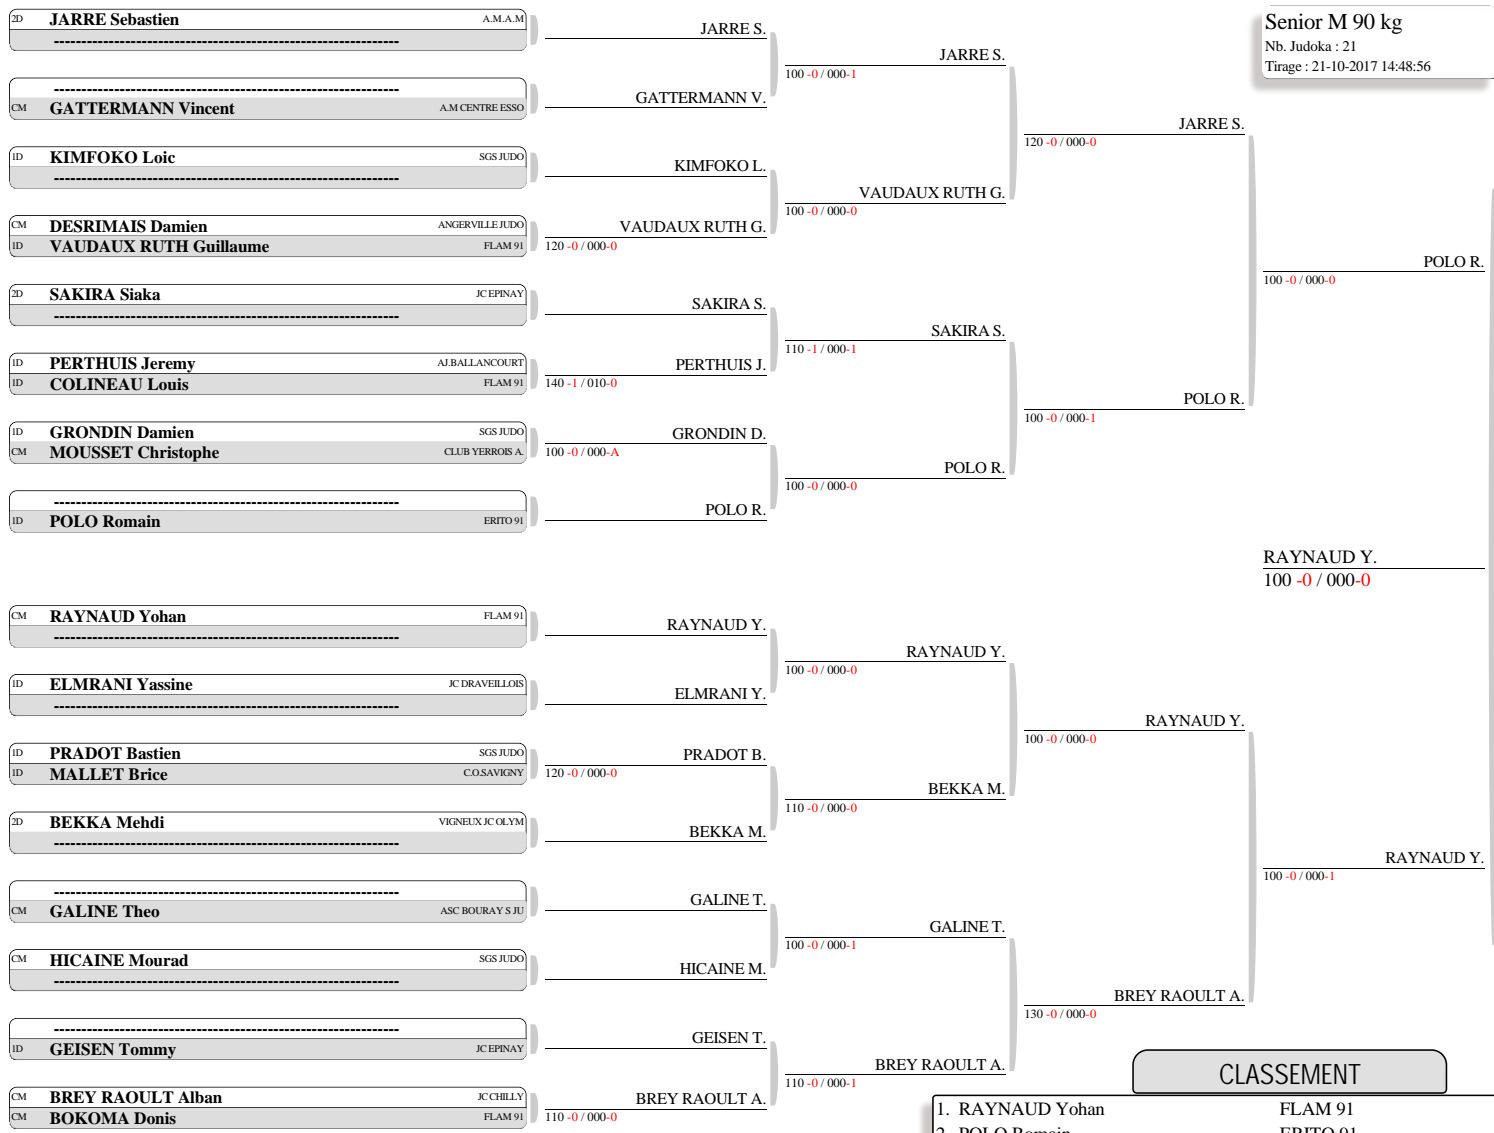 Senior M 90 kg
Nb. Judoka : 21
Tirage : 21-10-2017 14:48:56
2D JARRE Sebastien A.M.A.M
----------------------------------------------------------------
----------------------------------------------------------------
CM GATTERMANN Vincent A.M CENTRE ESSO
1D KIMFOKO Loic SGS JUDO
----------------------------------------------------------------
CM DESRIMAIS Damien ANGERVILLE JUDO
1D VAUDAUX RUTH Guillaume FLAM 91
2D SAKIRA Siaka JC EPINAY
----------------------------------------------------------------
1D PERTHUIS Jeremy AJ.BALLANCOURT
1D COLINEAU Louis FLAM 91
1D GRONDIN Damien SGS JUDO
CM MOUSSET Christophe CLUB YERROIS A.
----------------------------------------------------------------
1D POLO Romain ERITO 91
CM RAYNAUD Yohan FLAM 91
----------------------------------------------------------------
1D ELMRANI Yassine JC DRAVEILLOIS
----------------------------------------------------------------
1D PRADOT Bastien SGS JUDO
1D MALLET Brice C.O.SAVIGNY
2D BEKKA Mehdi VIGNEUX JC OLYM
----------------------------------------------------------------
----------------------------------------------------------------
CM GALINE Theo ASC BOURAY S JU
CM HICAINE Mourad SGS JUDO
----------------------------------------------------------------
----------------------------------------------------------------
1D GEISEN Tommy JC EPINAY
CM BREY RAOULT Alban JC CHILLY
CM BOKOMA Donis FLAM 91
JARRE S.
GATTERMANN V.
KIMFOKO L.
VAUDAUX RUTH G.
120 -0 / 000-0
SAKIRA S.
PERTHUIS J.
140 -1 / 010-0
GRONDIN D.
100 -0 / 000-A
POLO R.
RAYNAUD Y.
ELMRANI Y.
PRADOT B.
120 -0 / 000-0
BEKKA M.
GALINE T.
HICAINE M.
GEISEN T.
BREY RAOULT A.
110 -0 / 000-0
JARRE S.
100 -0 / 000-1
VAUDAUX RUTH G.
100 -0 / 000-0
SAKIRA S.
110 -1 / 000-1
POLO R.
100 -0 / 000-0
RAYNAUD Y.
100 -0 / 000-0
BEKKA M.
110 -0 / 000-0
GALINE T.
100 -0 / 000-1
BREY RAOULT A.
110 -0 / 000-1
JARRE S.
120 -0 / 000-0
POLO R.
100 -0 / 000-1
RAYNAUD Y.
100 -0 / 000-0
BREY RAOULT A.
130 -0 / 000-0
POLO R.
100 -0 / 000-0
RAYNAUD Y.
100 -0 / 000-1
RAYNAUD Y.
100 -0 / 000-0
CLASSEMENT
1. RAYNAUD Yohan FLAM 91
2. POLO Romain ERITO 91